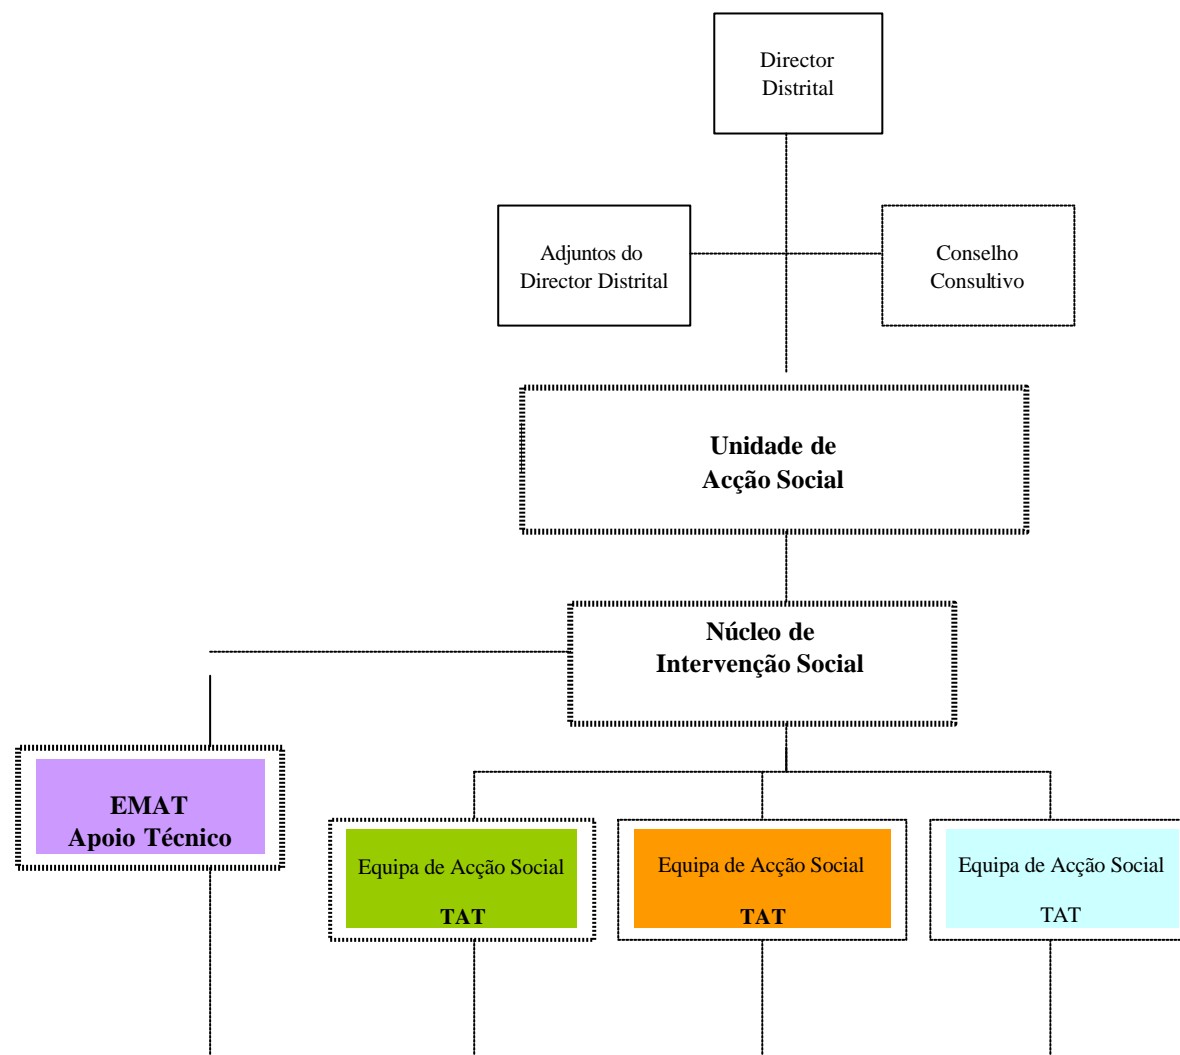 Director
Distrital
Adjuntos do
Director Distrital
Conselho
Consultivo
Unidade de
Acção Social
Núcleo de
Intervenção Social
EMAT
Apoio Técnico
Equipa de Acção Social
TAT
Equipa de Acção Social
TAT
Equipa de Acção Social
TAT